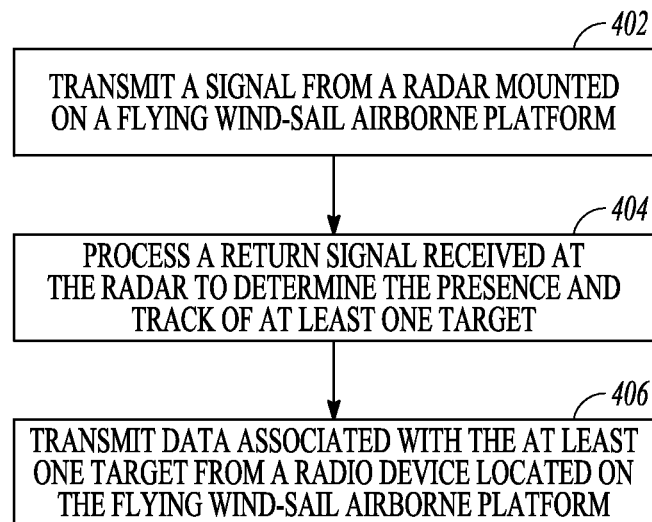 402
TRANSMIT A SIGNAL FROM A RADAR MOUNTED
ON A FLYING WIND-SAIL AIRBORNE PLATFORM
404
PROCESS A RETURN SIGNAL RECEIVED AT
THE RADAR TO DETERMINE THE PRESENCE AND
TRACK OF AT LEAST ONE TARGET
406
TRANSMIT DATA ASSOCIATED WITH THE AT LEAST
ONE TARGET FROM A RADIO DEVICE LOCATED ON
THE FLYING WIND-SAIL AIRBORNE PLATFORM